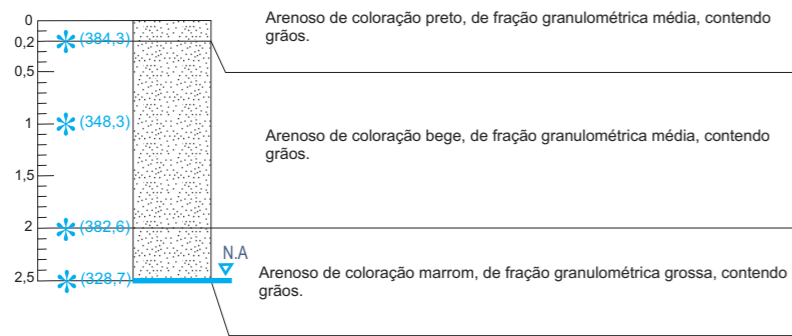 0
Arenoso de coloração preto, de fração granulométrica média, contendo
grãos.
0,2
(384,3)
0,5
1
(348,3)
Arenoso de coloração bege, de fração granulométrica média, contendo
grãos.
1,5
2
(382,6)
N.A
2,5
(328,7)
Arenoso de coloração marrom, de fração granulométrica grossa, contendo
grãos.